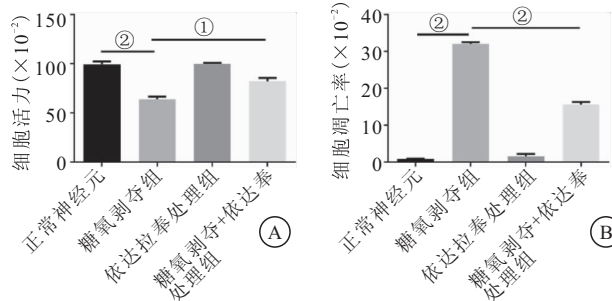 细胞活力(×10⁻²)
150
100
50
0
②
①
正常神经元
糖氧剥夺组
依达拉奉处理组
糖氧剥夺+依达奉
处理组
A
细胞凋亡率(×10⁻²)
40
30
20
10
0
②
②
正常神经元
糖氧剥夺组
依达拉奉处理组
糖氧剥夺+依达奉
处理组
B